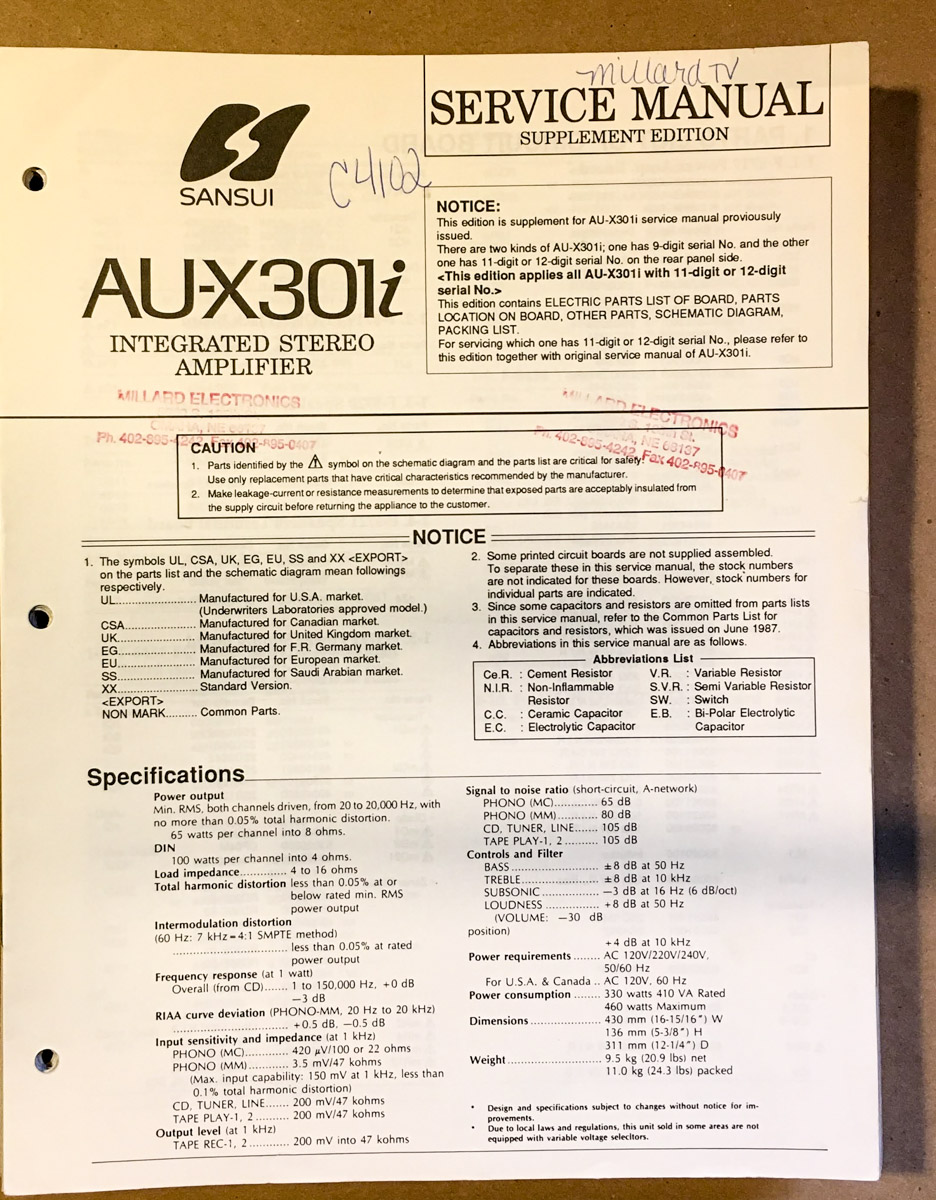 millard TV
SERVICE MANUAL
SUPPLEMENT EDITION
SANSUI
C4102
AU-X301i
INTEGRATED STEREO
AMPLIFIER
NOTICE:
This edition is supplement for AU-X301i service manual proviousuly
issued.
There are two kinds of AU-X301i; one has 9-digit serial No. and the other
one has 11-digit or 12-digit serial No. on the rear panel side.
<This edition applies all AU-X301i with 11-digit or 12-digit
serial No.>
This edition contains ELECTRIC PARTS LIST OF BOARD, PARTS
LOCATION ON BOARD, OTHER PARTS, SCHEMATIC DIAGRAM,
PACKING LIST.
For servicing which one has 11-digit or 12-digit serial No., please refer to
this edition together with original service manual of AU-X301i.
MILLARD ELECTRONICS
OMAHA, NE 68137
Ph. 402-895-4242, Fax 402-895-0407
MILLARD ELECTRONICS
OMAHA, NE 68137
Ph. 402-895-4242, Fax 402-895-0407
CAUTION
1. Parts identified by the ⚠ symbol on the schematic diagram and the parts list are critical for safety.
Use only replacement parts that have critical characteristics recommended by the manufacturer.
2. Make leakage-current or resistance measurements to determine that exposed parts are acceptably insulated from
the supply circuit before returning the appliance to the customer.
NOTICE
1. The symbols UL, CSA, UK, EG, EU, SS and XX <EXPORT>
on the parts list and the schematic diagram mean followings
respectively.
UL........................ Manufactured for U.S.A. market.
(Underwriters Laboratories approved model.)
CSA..................... Manufactured for Canadian market.
UK....................... Manufactured for United Kingdom market.
EG....................... Manufactured for F.R. Germany market.
EU....................... Manufactured for European market.
SS....................... Manufactured for Saudi Arabian market.
XX....................... Standard Version.
<EXPORT>
NON MARK......... Common Parts.
2. Some printed circuit boards are not supplied assembled.
To separate these in this service manual, the stock numbers
are not indicated for these boards. However, stock numbers for
individual parts are indicated.
3. Since some capacitors and resistors are omitted from parts lists
in this service manual, refer to the Common Parts List for
capacitors and resistors, which was issued on June 1987.
4. Abbreviations in this service manual are as follows.
Abbreviations List
Ce.R. : Cement Resistor
N.I.R. : Non-Inflammable
Resistor
C.C. : Ceramic Capacitor
E.C. : Electrolytic Capacitor
V.R. : Variable Resistor
S.V.R. : Semi Variable Resistor
SW. : Switch
E.B. : Bi-Polar Electrolytic
Capacitor
Specifications
Power output
Min. RMS, both channels driven, from 20 to 20,000 Hz, with
no more than 0.05% total harmonic distortion.
65 watts per channel into 8 ohms.
DIN
100 watts per channel into 4 ohms.
Load impedance.............. 4 to 16 ohms
Total harmonic distortion less than 0.05% at or
below rated min. RMS
power output
Intermodulation distortion
(60 Hz: 7 kHz=4:1 SMPTE method)
.................................. less than 0.05% at rated
power output
Frequency response (at 1 watt)
Overall (from CD)....... 1 to 150,000 Hz, +0 dB
−3 dB
RIAA curve deviation (PHONO-MM, 20 Hz to 20 kHz)
.................................. +0.5 dB, −0.5 dB
Input sensitivity and impedance (at 1 kHz)
PHONO (MC)............. 420 μV/100 or 22 ohms
PHONO (MM)............ 3.5 mV/47 kohms
(Max. input capability: 150 mV at 1 kHz, less than
0.1% total harmonic distortion)
CD, TUNER, LINE....... 200 mV/47 kohms
TAPE PLAY-1, 2 .......... 200 mV/47 kohms
Output level (at 1 kHz)
TAPE REC-1, 2............ 200 mV into 47 kohms
Signal to noise ratio (short-circuit, A-network)
PHONO (MC)............. 65 dB
PHONO (MM)............ 80 dB
CD, TUNER, LINE....... 105 dB
TAPE PLAY-1, 2 .......... 105 dB
Controls and Filter
BASS.......................... ±8 dB at 50 Hz
TREBLE....................... ±8 dB at 10 kHz
SUBSONIC ................. −3 dB at 16 Hz (6 dB/oct)
LOUDNESS ................ +8 dB at 50 Hz
(VOLUME: −30 dB
position)
+4 dB at 10 kHz
Power requirements ........ AC 120V/220V/240V,
50/60 Hz
For U.S.A. & Canada .. AC 120V, 60 Hz
Power consumption ........ 330 watts 410 VA Rated
460 watts Maximum
Dimensions ..................... 430 mm (16-15/16″) W
136 mm (5-3/8″) H
311 mm (12-1/4″) D
Weight............................ 9.5 kg (20.9 lbs) net
11.0 kg (24.3 lbs) packed
* Design and specifications subject to changes without notice for im-
provements.
* Due to local laws and regulations, this unit sold in some areas are not
equipped with variable voltage selecltors.